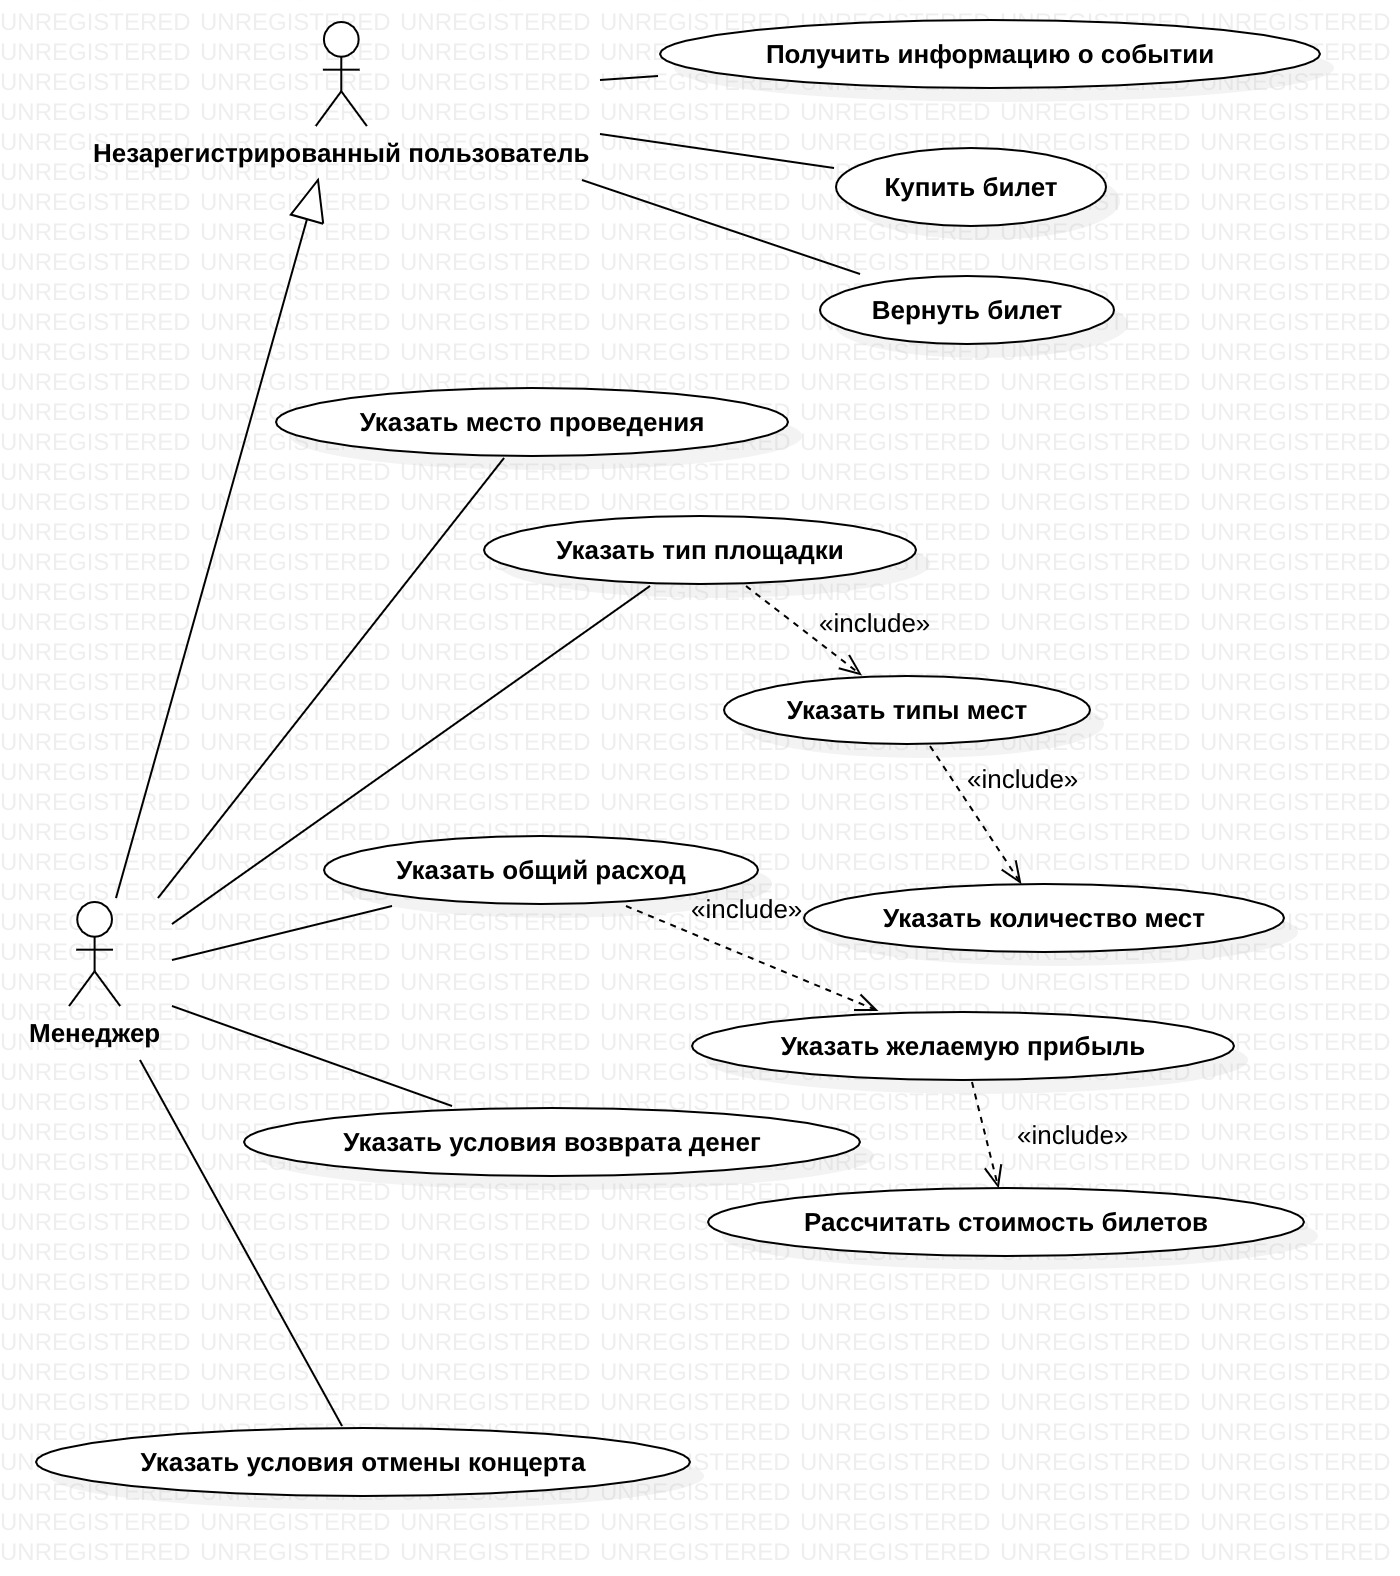 Получить информацию о событии
Незарегистрированный пользователь
Купить билет
Вернуть билет
Указать место проведения
Указать тип площадки
«include»
Указать типы мест
«include»
Указать общий расход
«include»
Указать количество мест
Менеджер
Указать желаемую прибыль
«include»
Указать условия возврата денег
Рассчитать стоимость билетов
Указать условия отмены концерта
UNREGISTERED